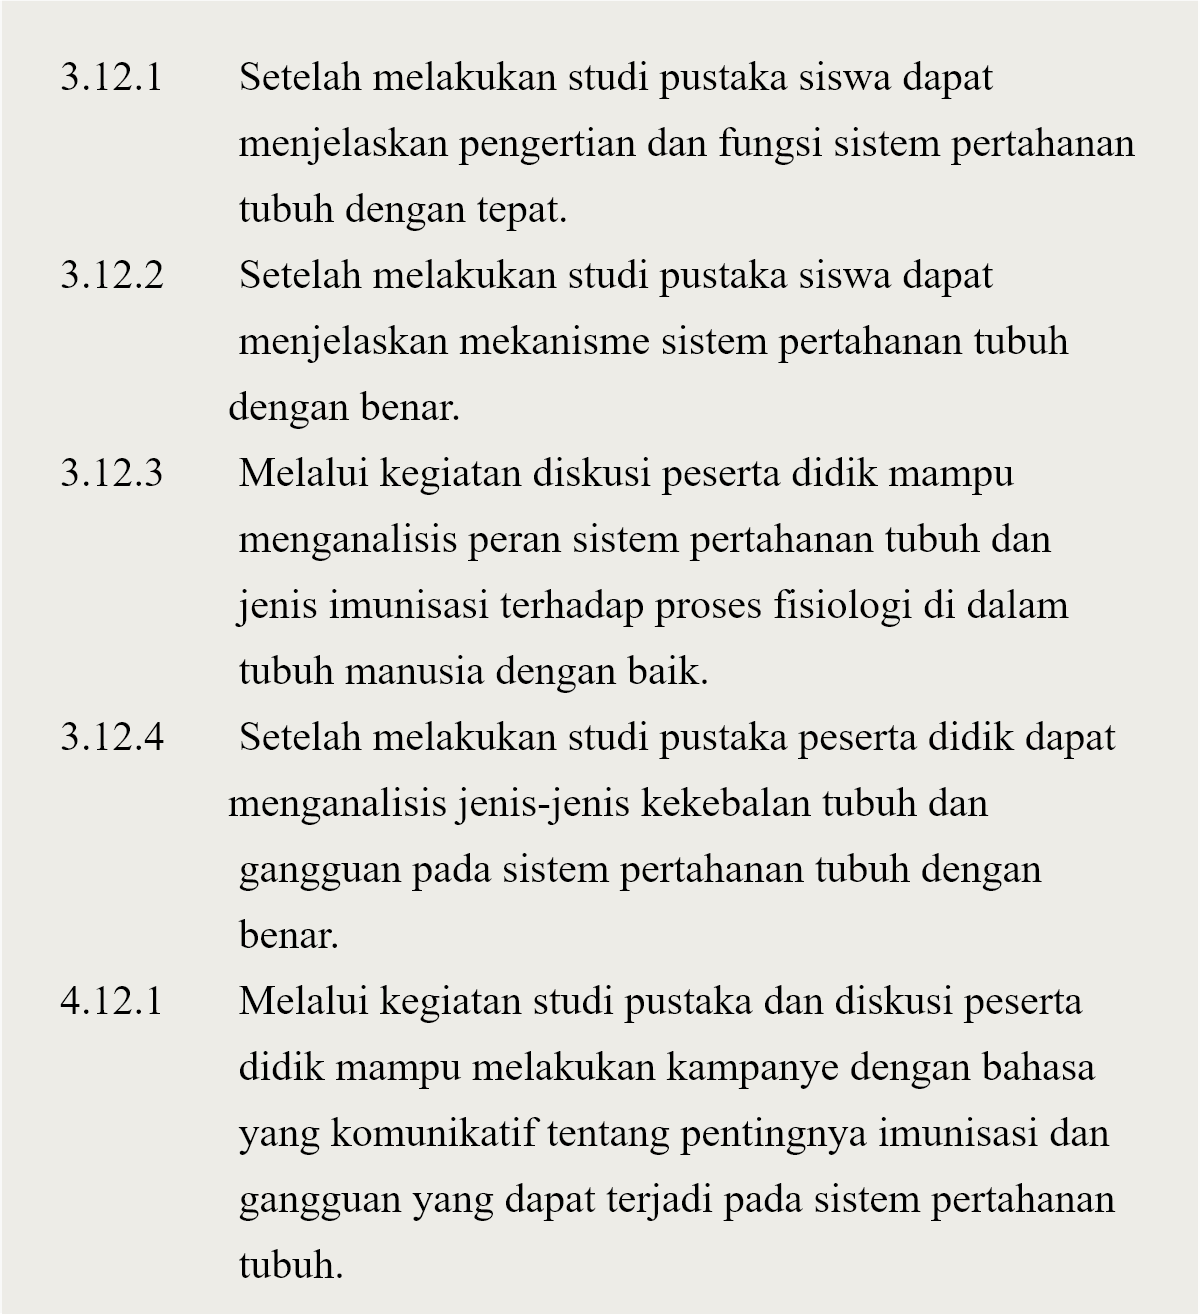 3.12.1 Setelah melakukan studi pustaka siswa dapat
menjelaskan pengertian dan fungsi sistem pertahanan
tubuh dengan tepat.
3.12.2 Setelah melakukan studi pustaka siswa dapat
menjelaskan mekanisme sistem pertahanan tubuh
dengan benar.
3.12.3 Melalui kegiatan diskusi peserta didik mampu
menganalisis peran sistem pertahanan tubuh dan
jenis imunisasi terhadap proses fisiologi di dalam
tubuh manusia dengan baik.
3.12.4 Setelah melakukan studi pustaka peserta didik dapat
menganalisis jenis-jenis kekebalan tubuh dan
gangguan pada sistem pertahanan tubuh dengan
benar.
4.12.1 Melalui kegiatan studi pustaka dan diskusi peserta
didik mampu melakukan kampanye dengan bahasa
yang komunikatif tentang pentingnya imunisasi dan
gangguan yang dapat terjadi pada sistem pertahanan
tubuh.